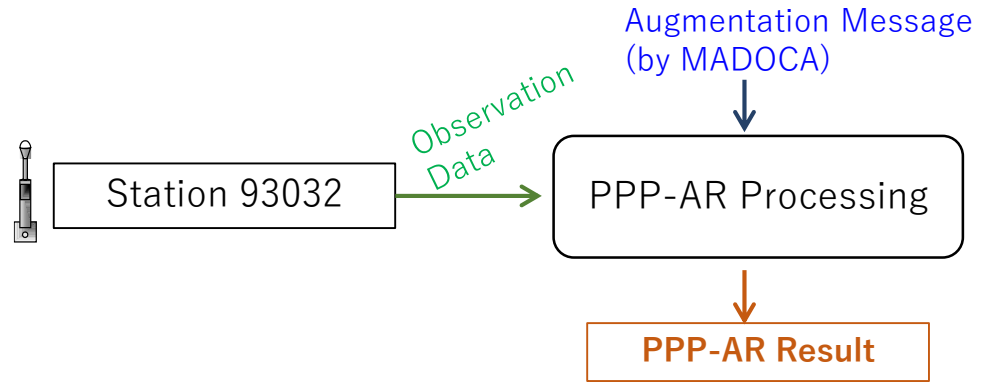 Augmentation Message
(by MADOCA)
Observation
Data
Station 93032
PPP-AR Processing
PPP-AR Result